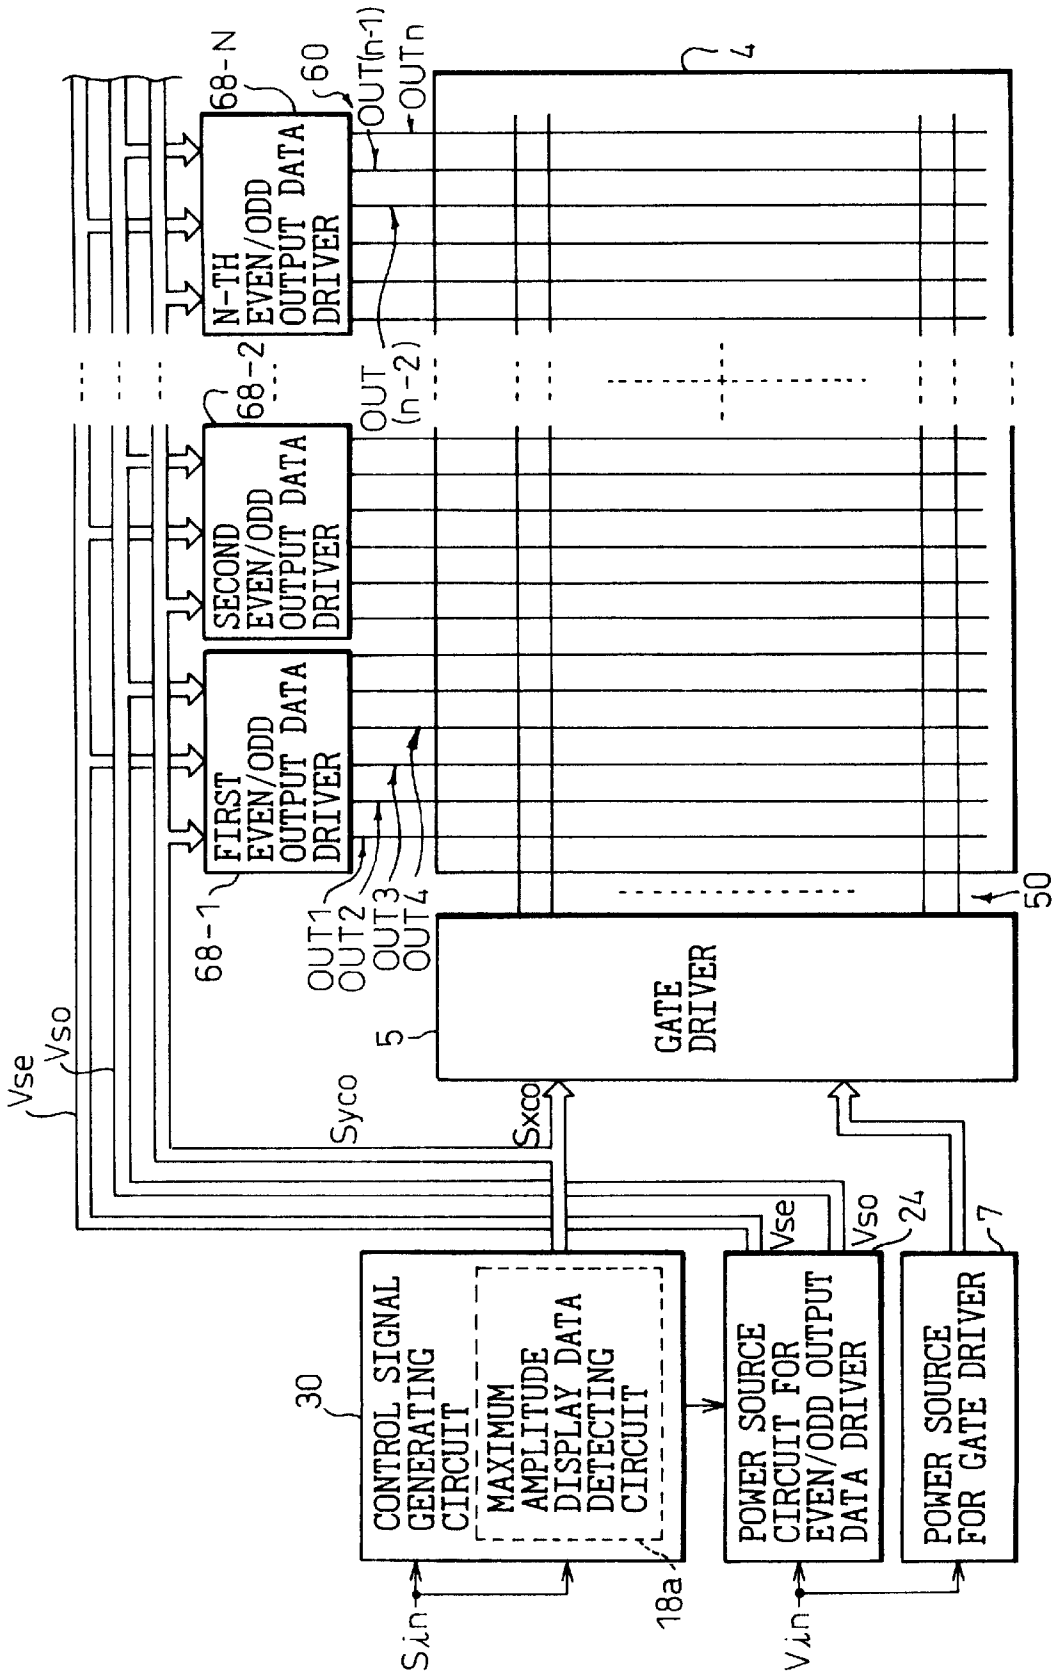 Vse
Vso
68-1
FIRST
EVEN/ODD
OUTPUT DATA
DRIVER
SECOND
EVEN/ODD
OUTPUT DATA
DRIVER
68-2
N-TH
EVEN/ODD
OUTPUT DATA
DRIVER
68-N
60
OUT1
OUT2
OUT3
OUT4
OUT
(n-2)
OUT(n-1)
OUTn
4
Syco
Sxco
5
GATE
DRIVER
50
30
CONTROL SIGNAL
GENERATING
CIRCUIT
MAXIMUM
AMPLITUDE
DISPLAY DATA
DETECTING
CIRCUIT
18a
Sin
Vse
Vso
24
POWER SOURCE
CIRCUIT FOR
EVEN/ODD OUTPUT
DATA DRIVER
7
POWER SOURCE
FOR GATE DRIVER
Vin